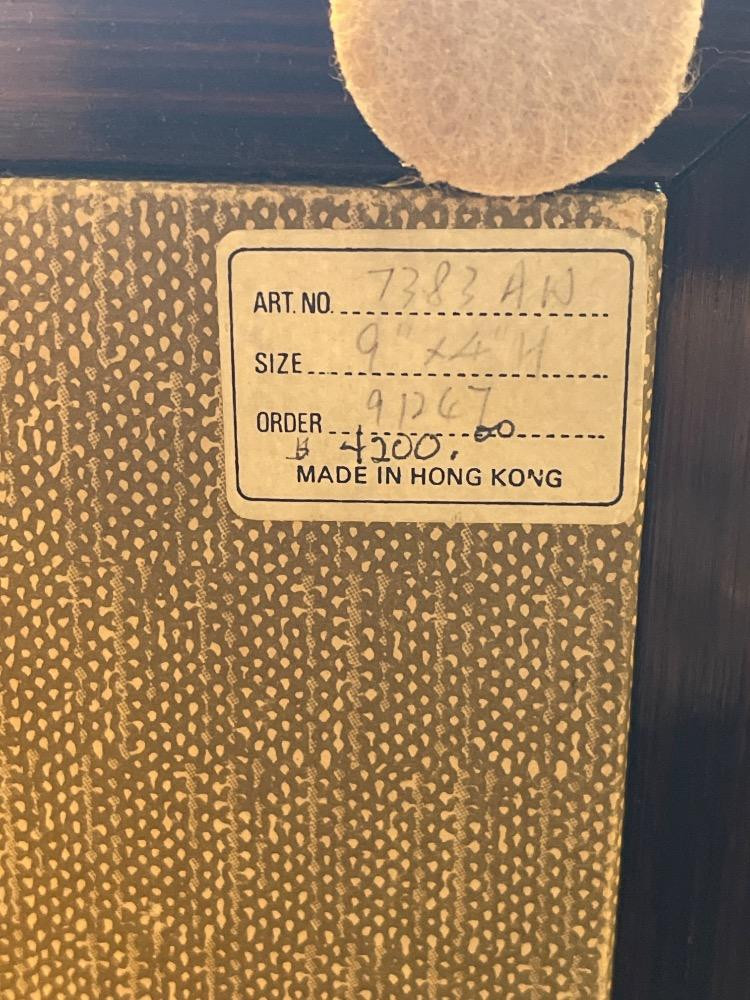 ART. NO. 7383 AW
SIZE 9" x 4" H
ORDER 91267
$ 4200.00
MADE IN HONG KONG